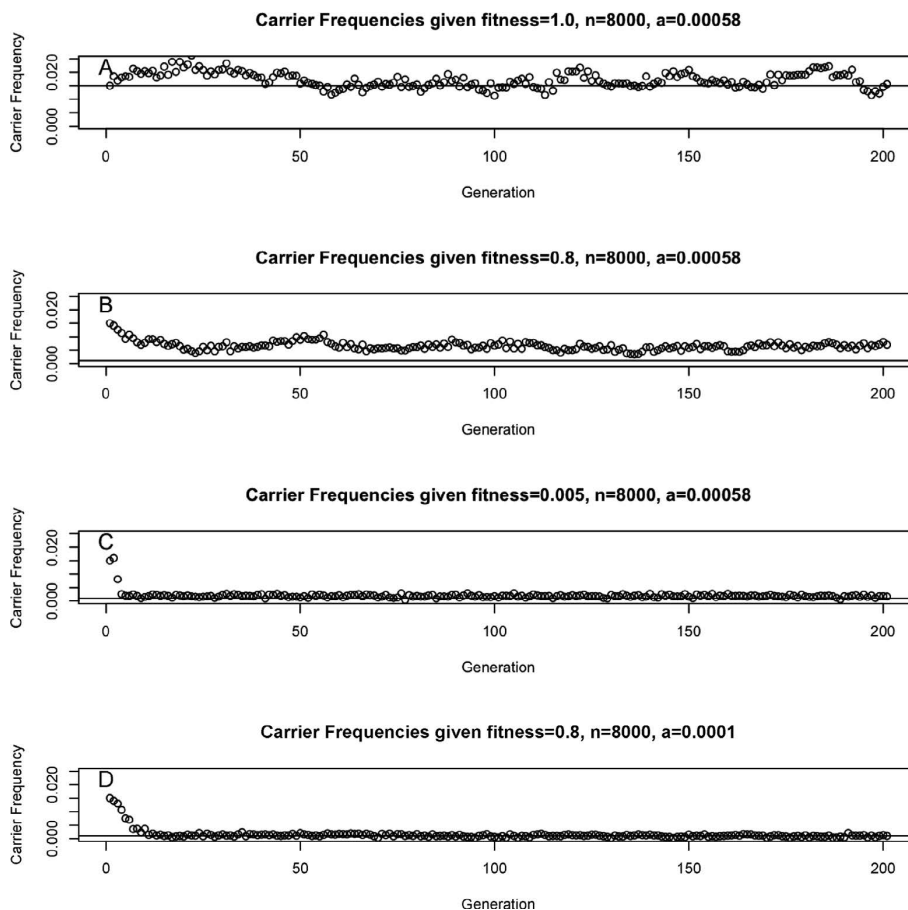 Carrier Frequencies given fitness=1.0, n=8000, a=0.00058
A
Carrier Frequency
0.000 0.020
0 50 100 150 200
Generation
Carrier Frequencies given fitness=0.8, n=8000, a=0.00058
B
Carrier Frequency
0.000 0.020
0 50 100 150 200
Generation
Carrier Frequencies given fitness=0.005, n=8000, a=0.00058
C
Carrier Frequency
0.000 0.020
0 50 100 150 200
Generation
Carrier Frequencies given fitness=0.8, n=8000, a=0.0001
D
Carrier Frequency
0.000 0.020
0 50 100 150 200
Generation